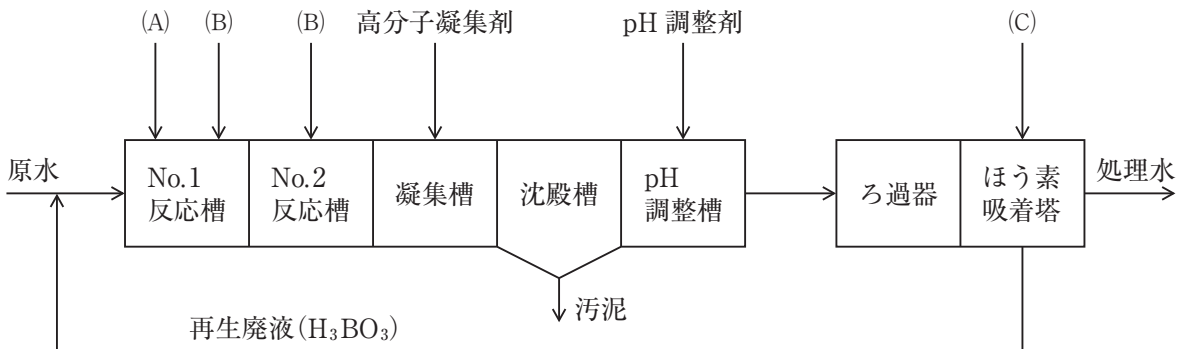 (A)
(B)
(B)
高分子凝集剤
pH 調整剤
(C)
原水
No.1
反応槽
No.2
反応槽
凝集槽
沈殿槽
pH
調整槽
ろ過器
ほう素
吸着塔
処理水
汚泥
再生廃液(H₃BO₃)